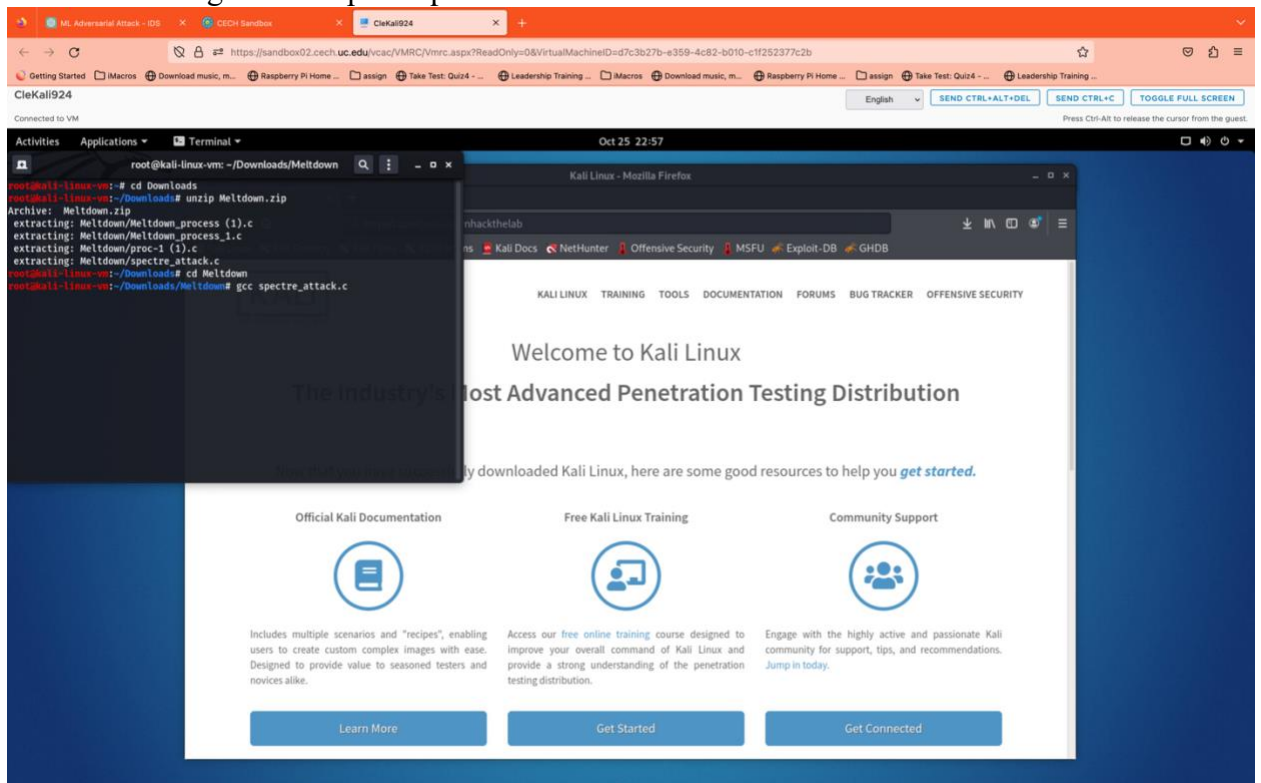 ML Adversarial Attack - IDS
CECH Sandbox
CleKali924
https://sandbox02.cech.uc.edu/vcac/VMRC/Vmrc.aspx?ReadOnly=0&VirtualMachineID=d7c3b27b-e359-4c82-b010-c1f252377c2b
Getting Started iMacros Download music, m... Raspberry Pi Home ... assign Take Test: Quiz4 - ... Leadership Training ... iMacros Download music, m... Raspberry Pi Home ... assign Take Test: Quiz4 - ... Leadership Training ...
CleKali924
English SEND CTRL+ALT+DEL SEND CTRL+C TOGGLE FULL SCREEN
Connected to VM
Press Ctrl-Alt to release the cursor from the guest.
Activities Applications Terminal Oct 25 22:57
root@kali-linux-vm: ~/Downloads/Meltdown
Kali Linux - Mozilla Firefox
root@kali-linux-vm:~# cd Downloads
root@kali-linux-vm:~/Downloads# unzip Meltdown.zip
Archive: Meltdown.zip
extracting: Meltdown/Meltdown_process (1).c
extracting: Meltdown/Meltdown_process_1.c
extracting: Meltdown/proc-1 (1).c
extracting: Meltdown/spectre_attack.c
root@kali-linux-vm:~/Downloads# cd Meltdown
root@kali-linux-vm:~/Downloads/Meltdown# gcc spectre_attack.c
nhackthelab
Kali Docs NetHunter Offensive Security MSFU Exploit-DB GHDB
KALI LINUX TRAINING TOOLS DOCUMENTATION FORUMS BUG TRACKER OFFENSIVE SECURITY
Welcome to Kali Linux
The Industry's Most Advanced Penetration Testing Distribution
downloaded Kali Linux, here are some good resources to help you get started.
Official Kali Documentation
Free Kali Linux Training
Community Support
Includes multiple scenarios and "recipes", enabling
users to create custom complex images with ease.
Designed to provide value to seasoned testers and
novices alike.
Access our free online training course designed to
improve your overall command of Kali Linux and
provide a strong understanding of the penetration
testing distribution.
Engage with the highly active and passionate Kali
community for support, tips, and recommendations.
Jump in today.
Learn More
Get Started
Get Connected